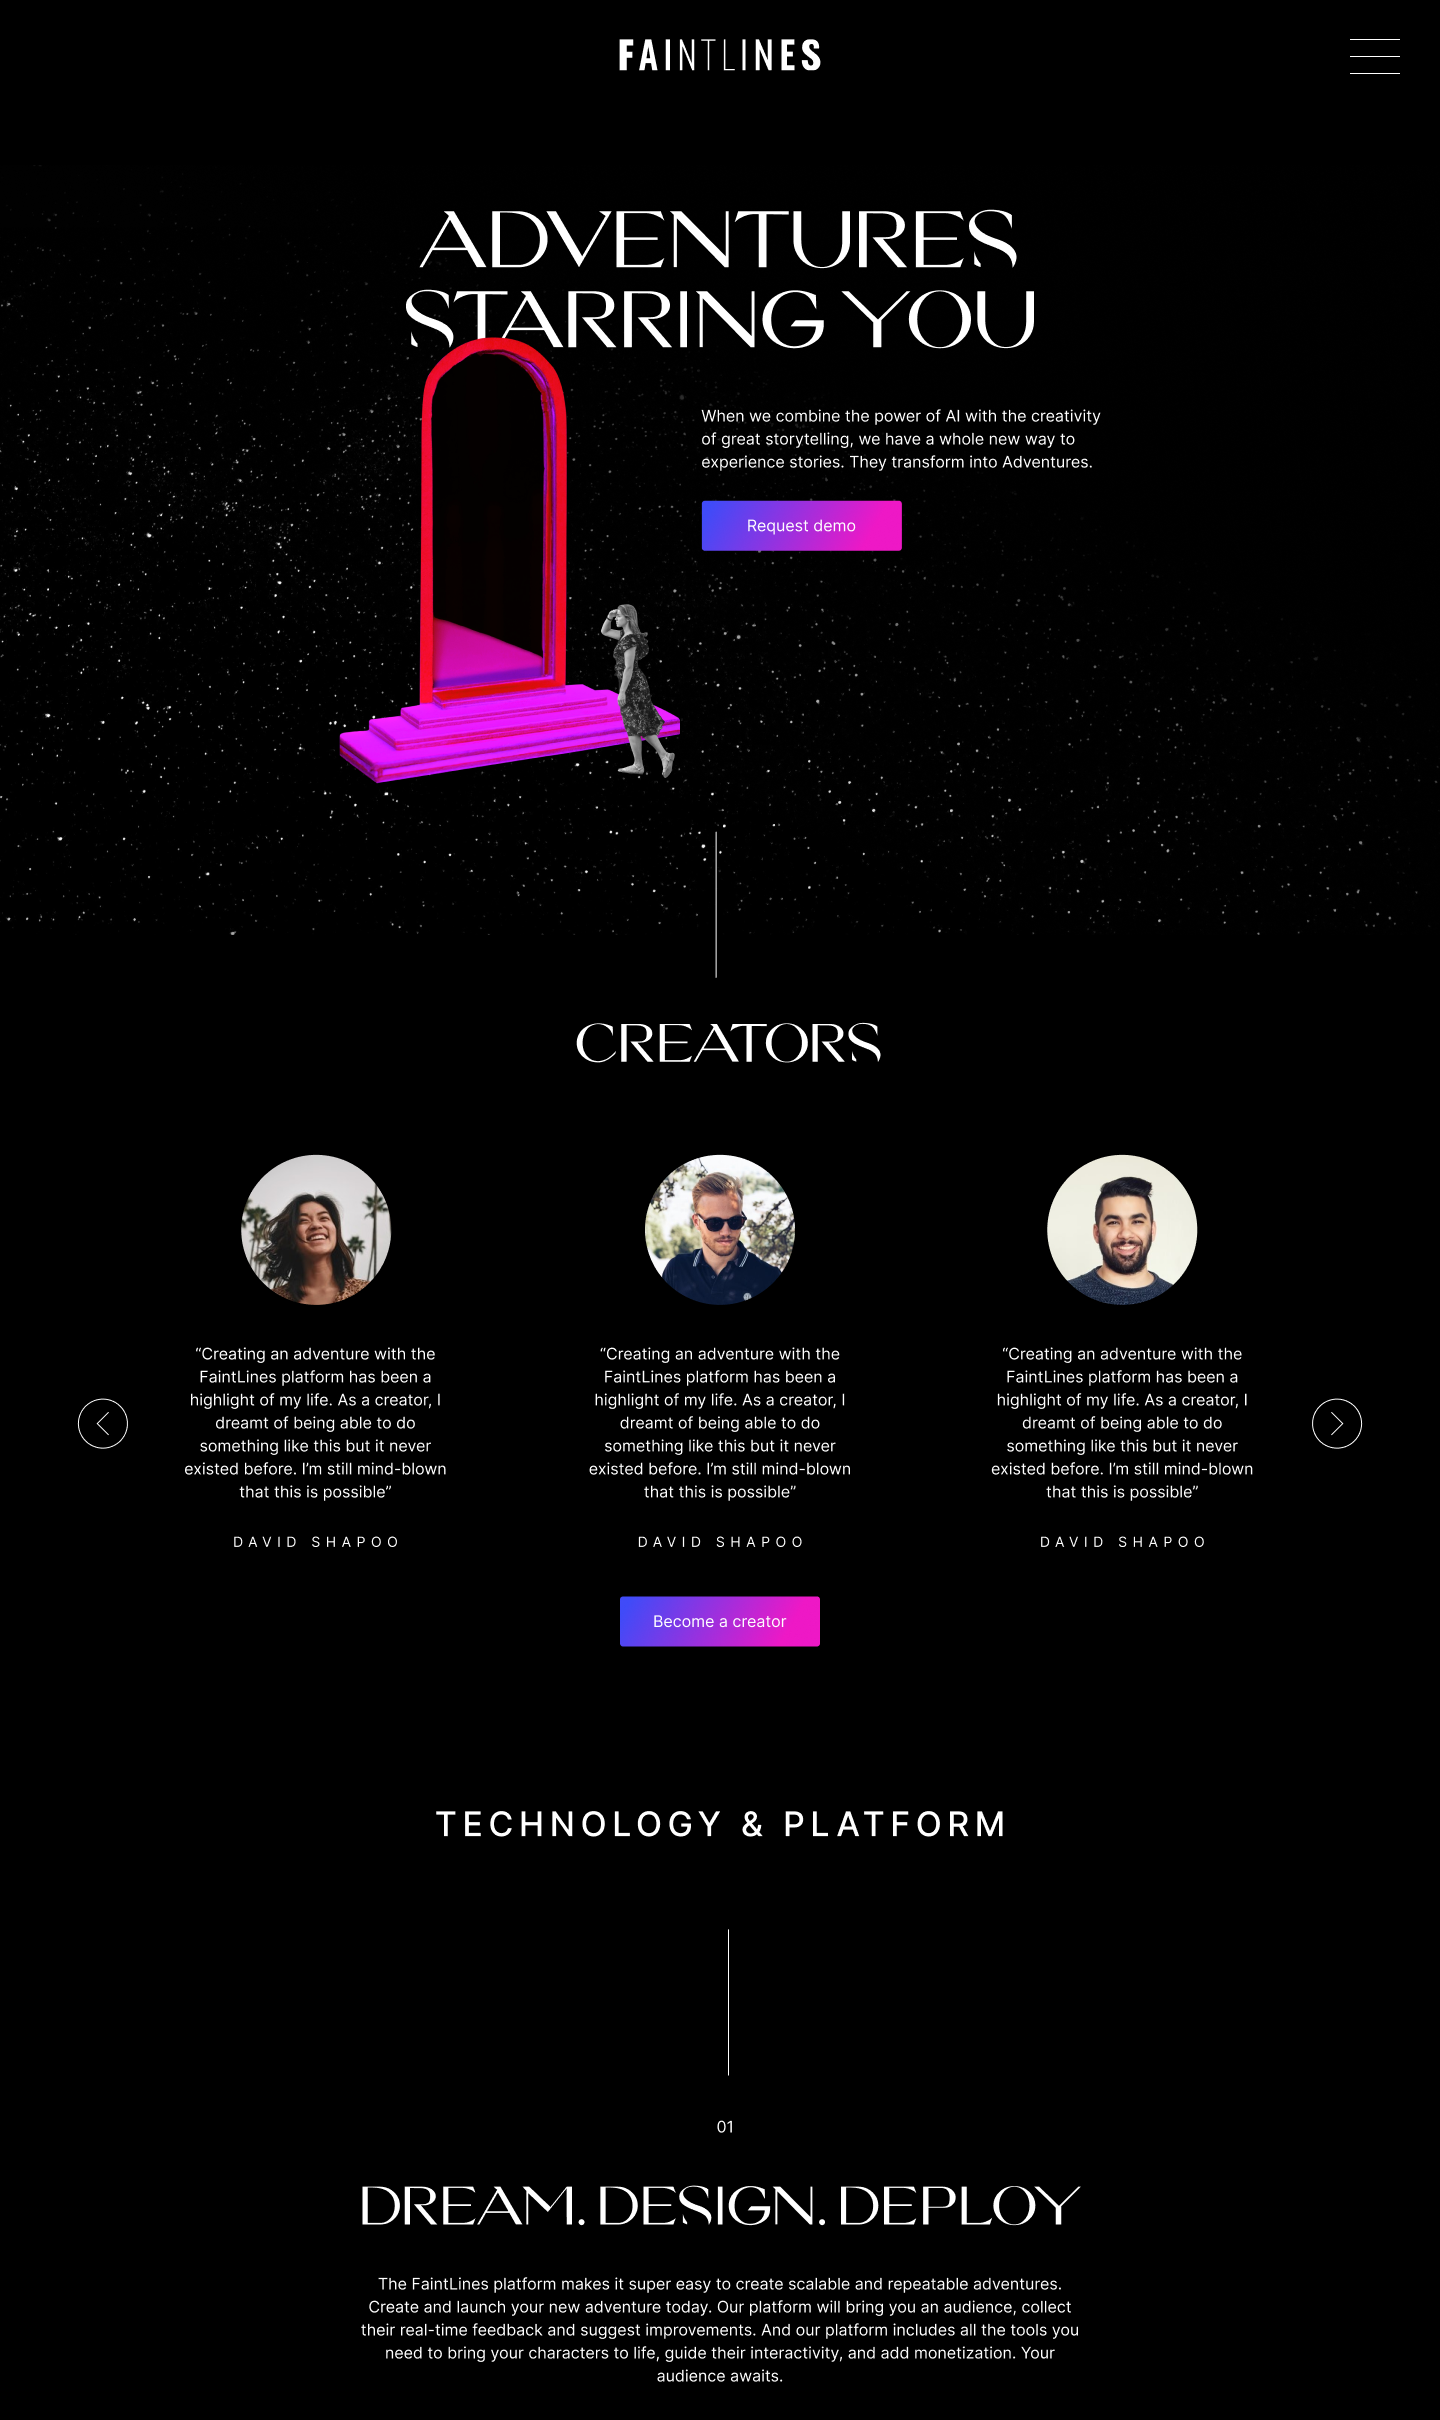 FAINTLINES
ADVENTURES
STARRING YOU
When we combine the power of AI with the creativity
of great storytelling, we have a whole new way to
experience stories. They transform into Adventures.
Request demo
CREATORS
“Creating an adventure with the
FaintLines platform has been a
highlight of my life. As a creator, I
dreamt of being able to do
something like this but it never
existed before. I’m still mind-blown
that this is possible”
DAVID SHAPOO
“Creating an adventure with the
FaintLines platform has been a
highlight of my life. As a creator, I
dreamt of being able to do
something like this but it never
existed before. I’m still mind-blown
that this is possible”
DAVID SHAPOO
“Creating an adventure with the
FaintLines platform has been a
highlight of my life. As a creator, I
dreamt of being able to do
something like this but it never
existed before. I’m still mind-blown
that this is possible”
DAVID SHAPOO
Become a creator
TECHNOLOGY & PLATFORM
01
DREAM. DESIGN. DEPLOY
The FaintLines platform makes it super easy to create scalable and repeatable adventures.
Create and launch your new adventure today. Our platform will bring you an audience, collect
their real-time feedback and suggest improvements. And our platform includes all the tools you
need to bring your characters to life, guide their interactivity, and add monetization. Your
audience awaits.